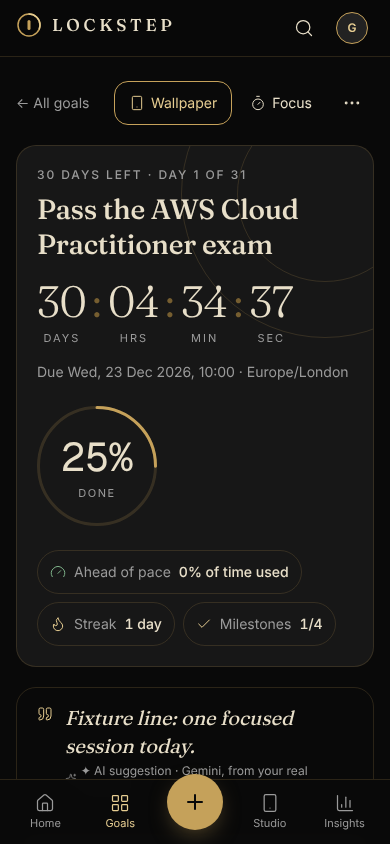 LOCKSTEP
G
← All goals
Wallpaper
Focus
30 DAYS LEFT · DAY 1 OF 31
Pass the AWS Cloud
Practitioner exam
30 : 04 : 34 : 37
DAYS HRS MIN SEC
Due Wed, 23 Dec 2026, 10:00 · Europe/London
25%
DONE
Ahead of pace 0% of time used
Streak 1 day
Milestones 1/4
Fixture line: one focused
session today.
✦ AI suggestion · Gemini, from your real
Home
Goals
Studio
Insights